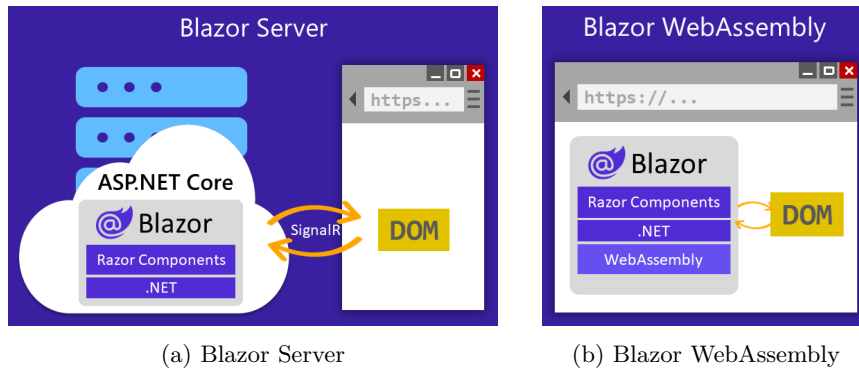 Blazor Server
https...
ASP.NET Core
@ Blazor
Razor Components
.NET
SignalR
DOM
(a) Blazor Server
Blazor WebAssembly
https://...
@ Blazor
Razor Components
.NET
WebAssembly
DOM
(b) Blazor WebAssembly